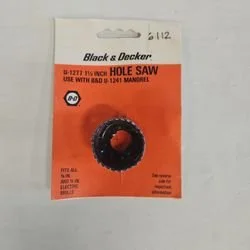 6112
Black & Decker
U-1277 1½ INCH HOLE SAW
USE WITH B&D U-1241 MANDREL
FITS ALL
¼ IN.
AND ⅜ IN.
ELECTRIC
DRILLS
See reverse
side for
important
information